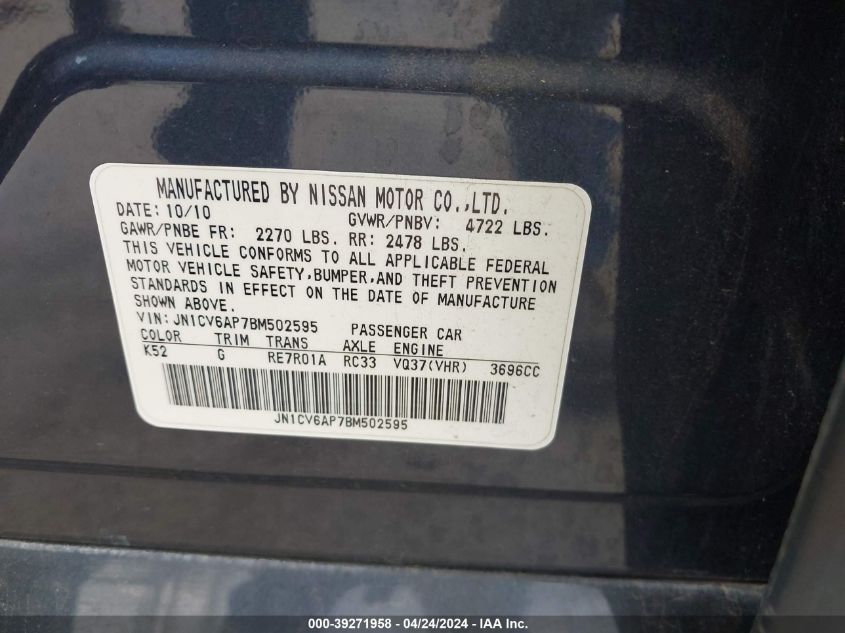 MANUFACTURED BY NISSAN MOTOR CO.,LTD.
DATE: 10/10 GVWR/PNBV: 4722 LBS.
GAWR/PNBE FR: 2270 LBS. RR: 2478 LBS.
THIS VEHICLE CONFORMS TO ALL APPLICABLE FEDERAL
MOTOR VEHICLE SAFETY,BUMPER,AND THEFT PREVENTION
STANDARDS IN EFFECT ON THE DATE OF MANUFACTURE
SHOWN ABOVE.
VIN: JN1CV6AP7BM502595 PASSENGER CAR
COLOR TRIM TRANS AXLE ENGINE
K52 G RE7R01A RC33 VQ37(VHR) 3696CC
JN1CV6AP7BM502595
000-39271958 - 04/24/2024 - IAA Inc.